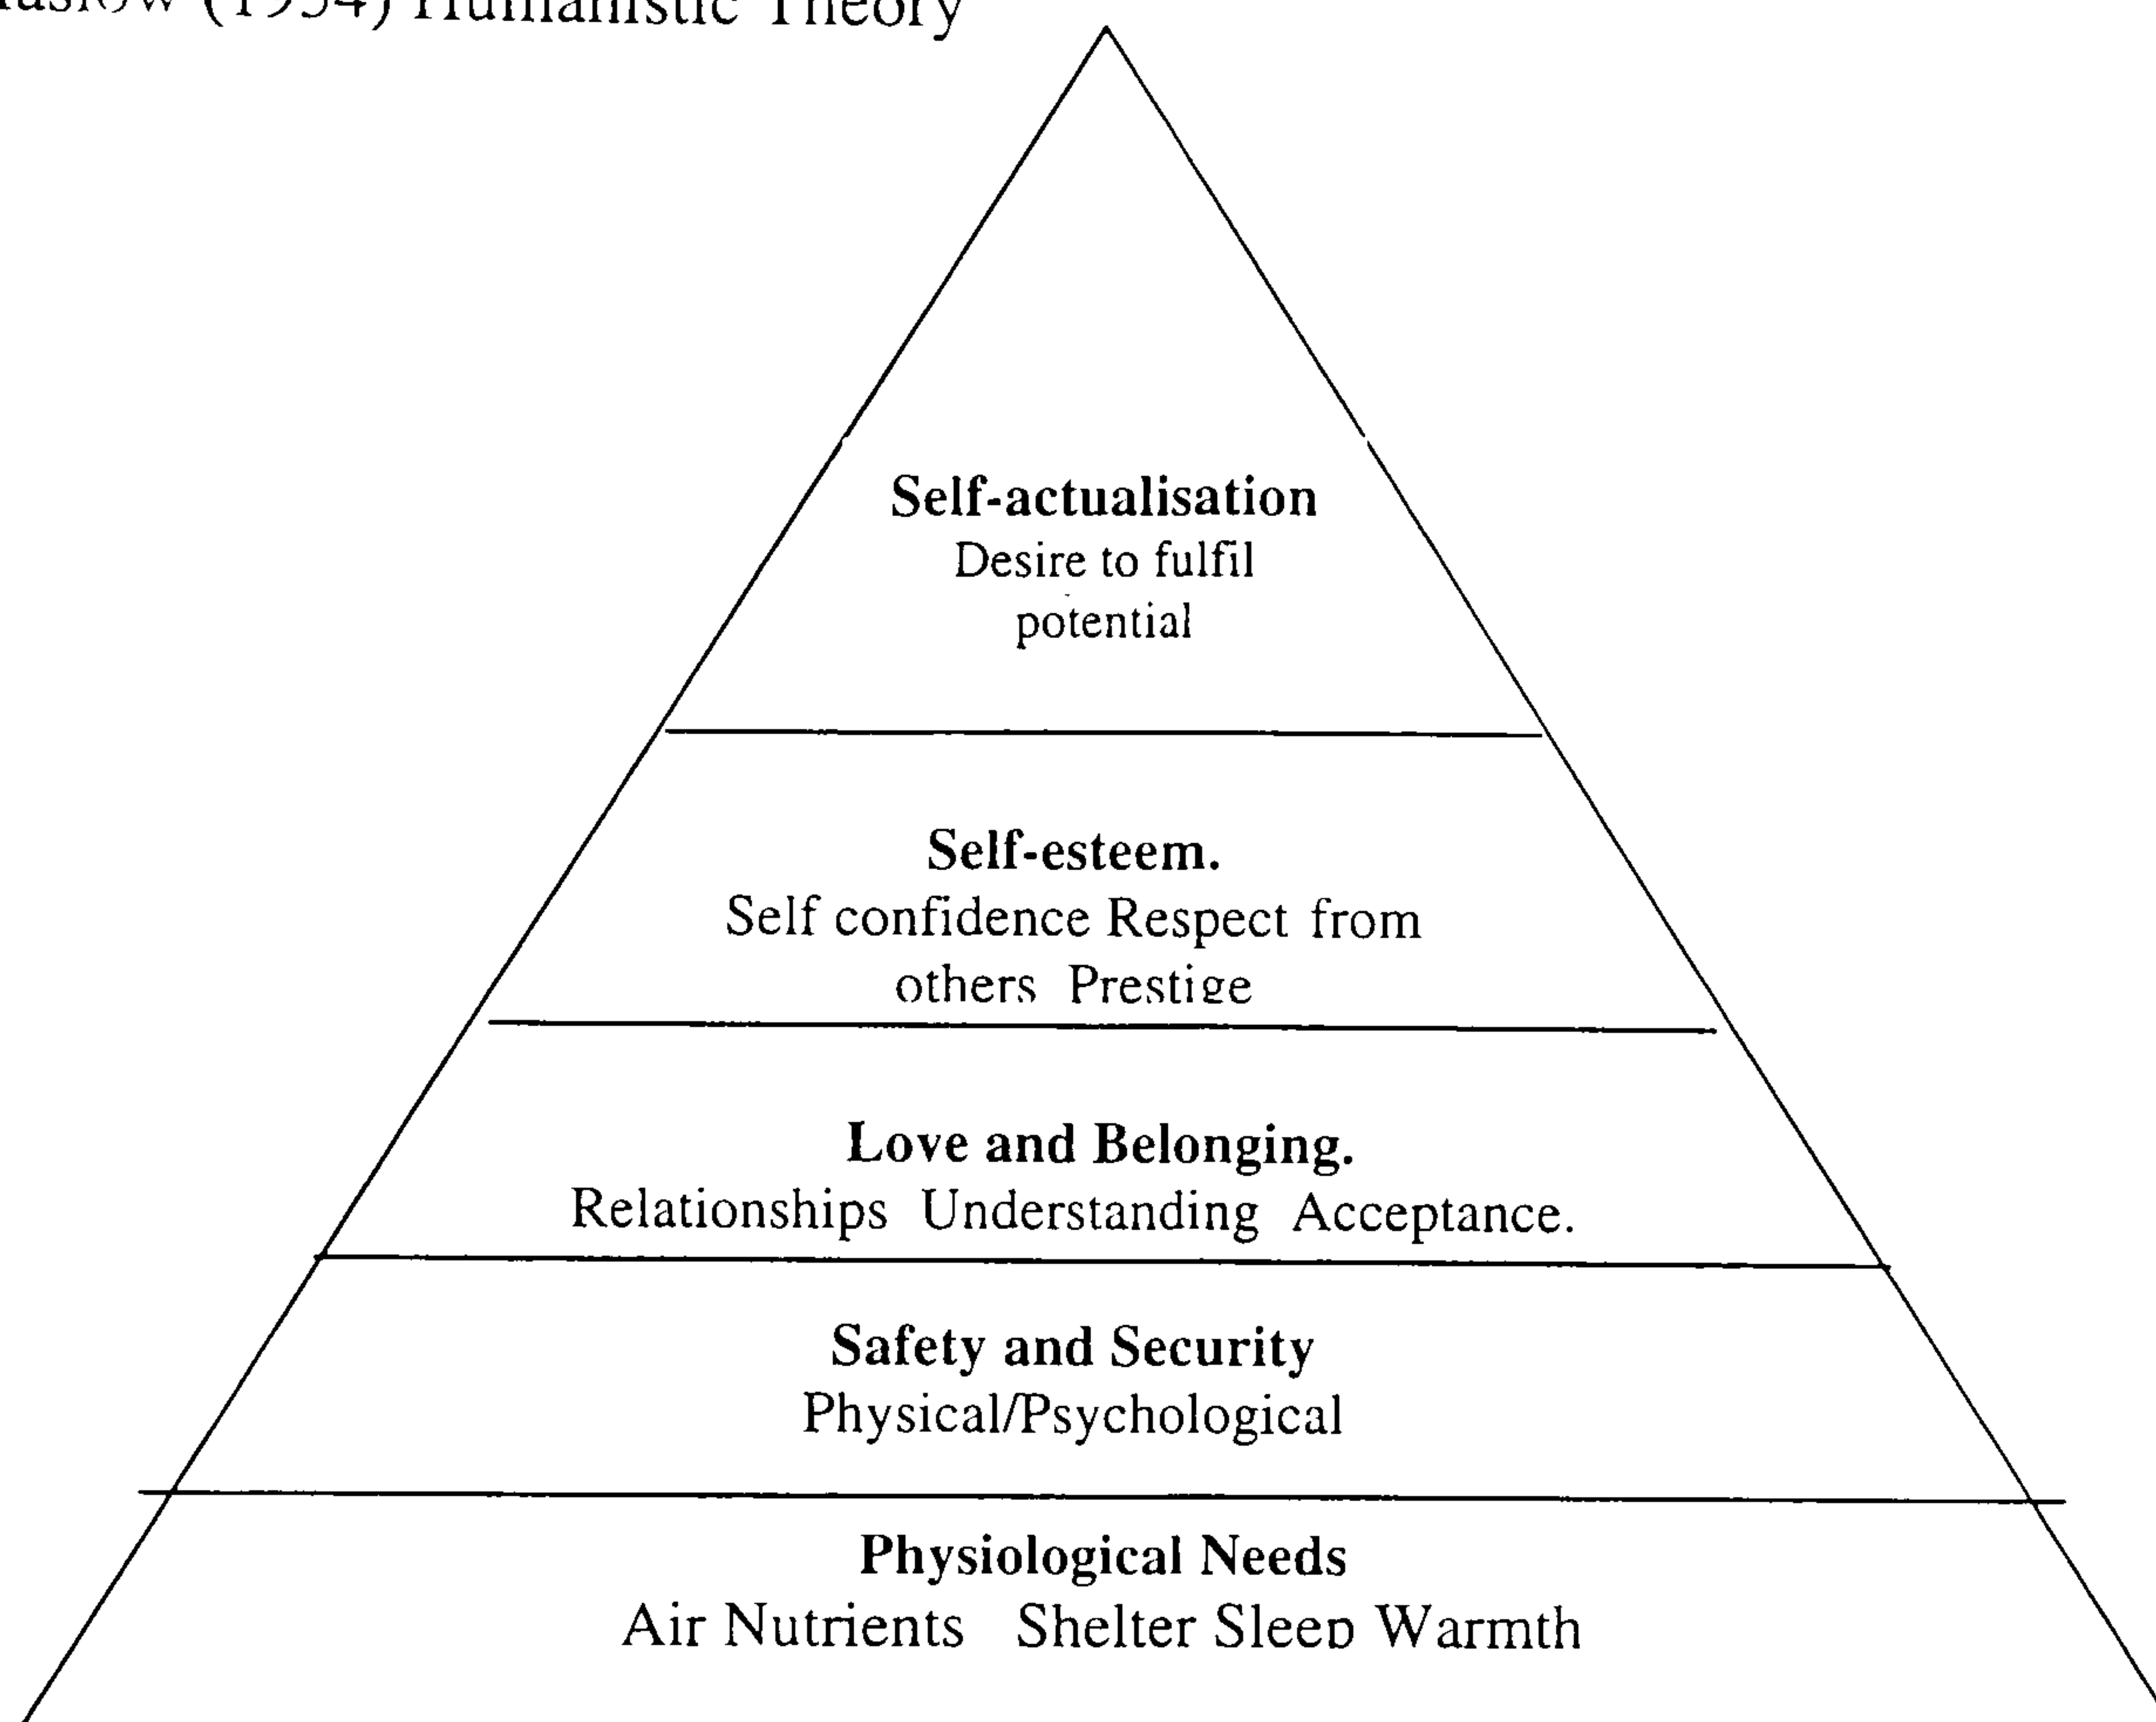 (1954) Humanistic Theory
Self-actualisation
Desire to fulfil
potential
Self-esteem.
Self confidence Respect from
others Prestige
Love and Belonging.
Relationships Understanding Acceptance.
Safety and Security
Physical/Psychological
Physiological Needs
Air Nutrients Shelter Sleep Warmth